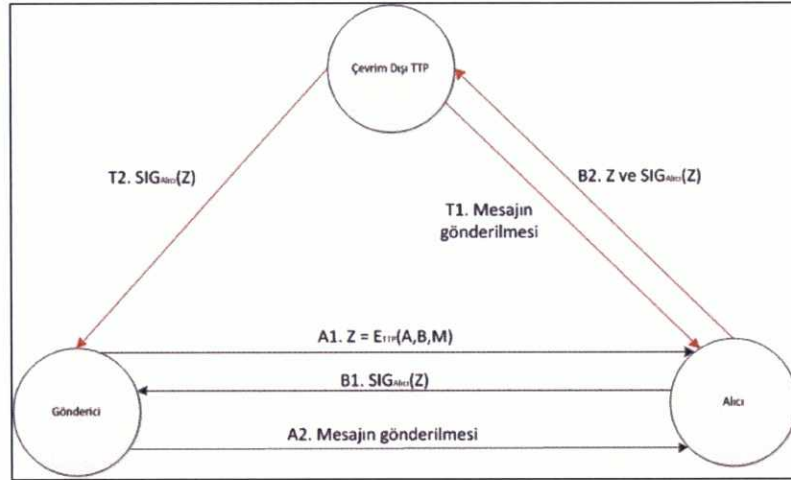 Çevrim Dışı TTP
T2. SIGAlıcı(Z)
B2. Z ve SIGAlıcı(Z)
T1. Mesajın
gönderilmesi
A1. Z = ETTP(A,B,M)
B1. SIGAlıcı(Z)
Gönderici
Alıcı
A2. Mesajın gönderilmesi